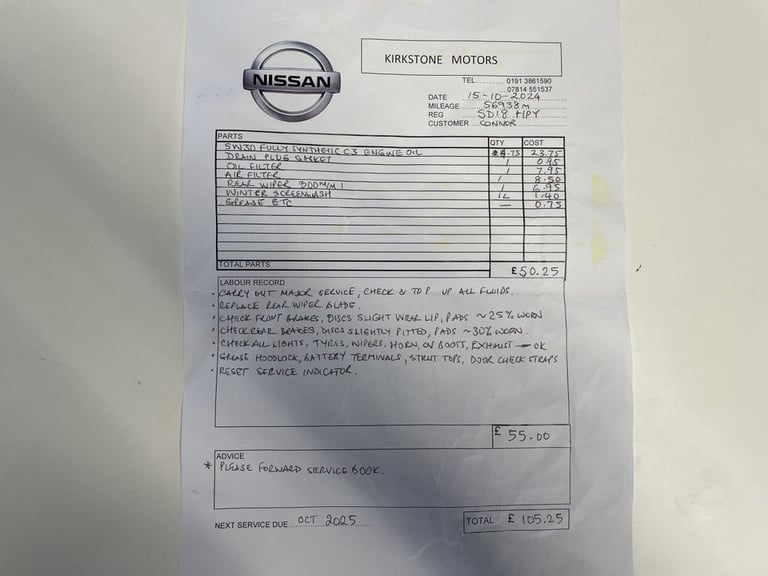 NISSAN
KIRKSTONE MOTORS
TEL..........0191 3861590
07814 551537
DATE 15-10-2024
MILEAGE 56938m
REG SD18 HPY
CUSTOMER CONNOR
PARTS QTY COST
5W30 FULLY SYNTHETIC C3 ENGINE OIL 4.75 23.75
DRAIN PLUG GASKET 1 0.95
OIL FILTER 1 7.95
AIR FILTER 1 8.50
REAR WIPER 300M/M 1 6.95
WINTER SCREENWASH 1L 1.40
GREASE ETC — 0.75
TOTAL PARTS £50.25
LABOUR RECORD
• CARRY OUT MAJOR SERVICE, CHECK & TOP UP ALL FLUIDS.
• REPLACE REAR WIPER BLADE.
• CHECK FRONT BRAKES, DISCS SLIGHT WEAR LIP, PADS ~25% WORN
• CHECK REAR BRAKES, DISCS SLIGHTLY PITTED, PADS ~30% WORN.
• CHECK ALL LIGHTS, TYRES, WIPERS, HORN, CV BOOTS, EXHAUST — OK
• GREASE HOODLOCK, BATTERY TERMINALS, STRUT TOPS, DOOR CHECK STRAPS
• RESET SERVICE INDICATOR.
£ 55.00
ADVICE
* PLEASE FORWARD SERVICE BOOK.
NEXT SERVICE DUE...OCT 2025
TOTAL £ 105.25